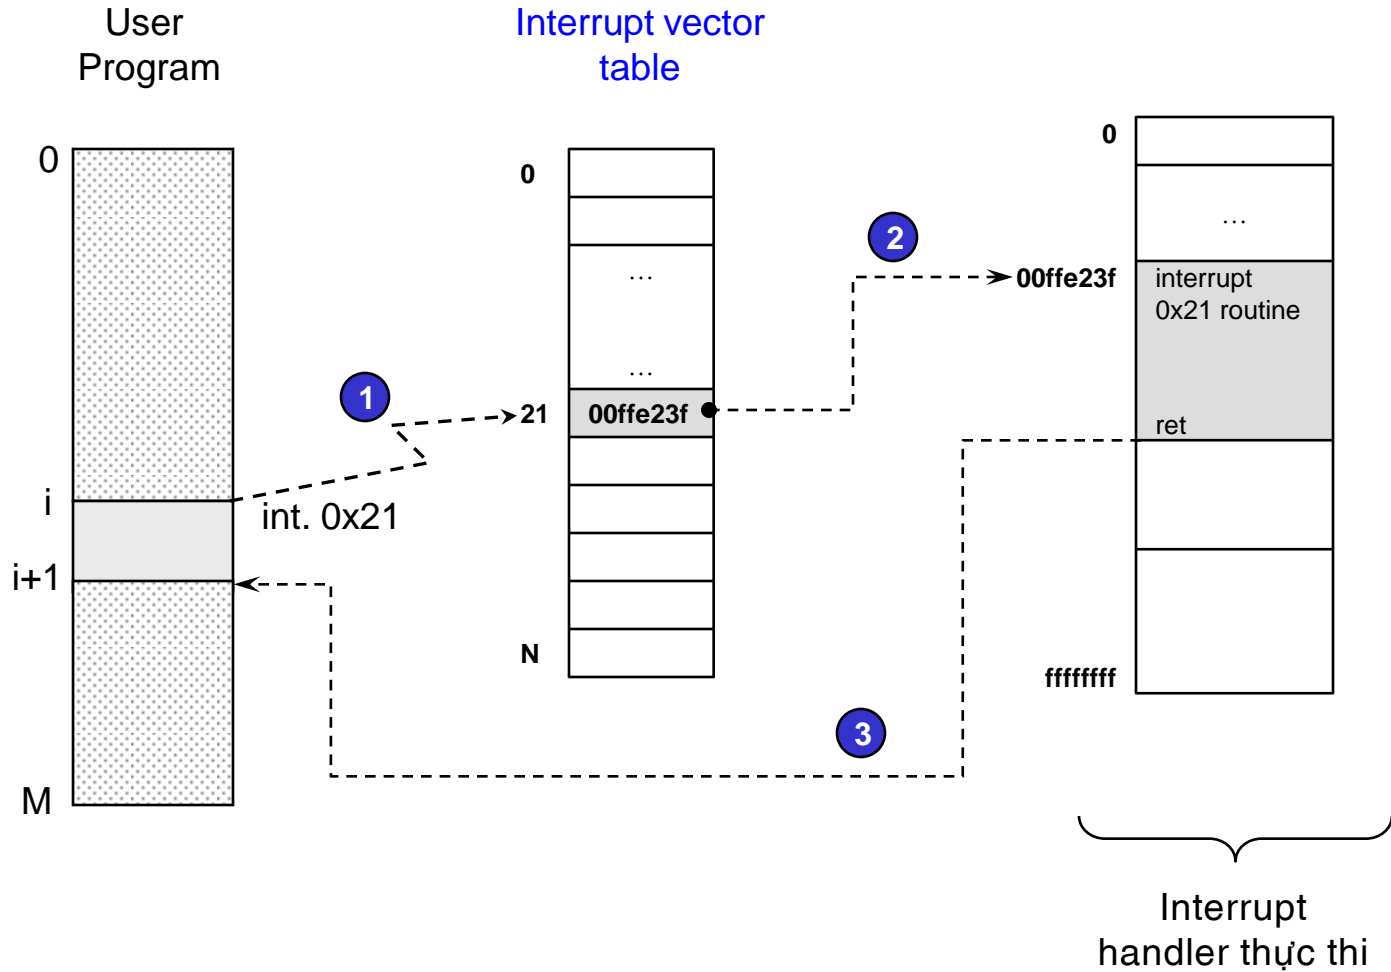 User
Program
Interrupt vector
table
0
i
i+1
M
int. 0x21
1
0
...
...
21
00ffe23f
N
2
3
0
...
00ffe23f
interrupt
0x21 routine
ret
ffffffff
Interrupt
handler thực thi